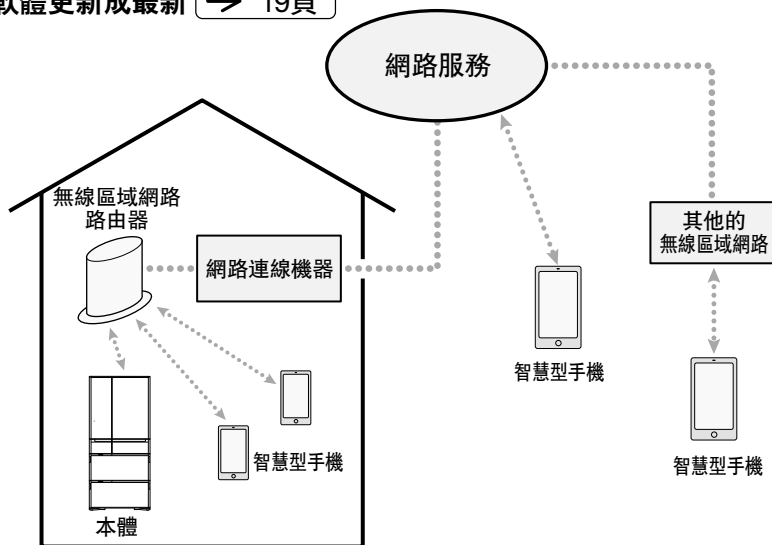 軟體更新成最新 → 19頁
網路服務
無線區域網路
路由器
網路連線機器
其他的
無線區域網路
智慧型手機
智慧型手機
智慧型手機
本體